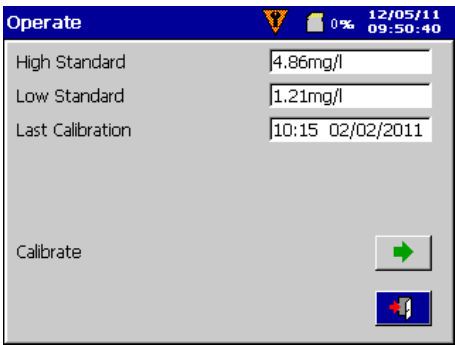 Operate 0% 12/05/11
09:50:40
High Standard 4.86mg/l
Low Standard 1.21mg/l
Last Calibration 10:15 02/02/2011
Calibrate